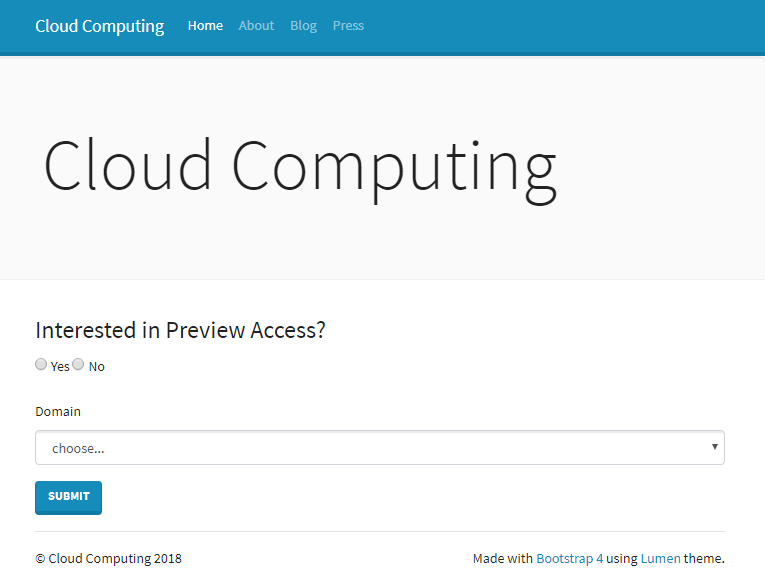 Cloud Computing Home About Blog Press
Cloud Computing
Interested in Preview Access?
Yes No
Domain
choose...
SUBMIT
© Cloud Computing 2018 Made with Bootstrap 4 using Lumen theme.